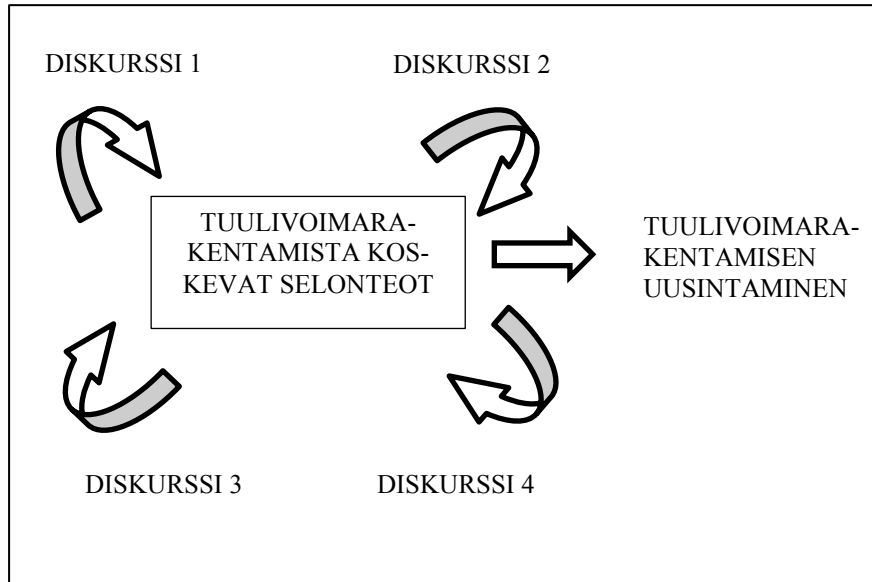 DISKURSSI 1
DISKURSSI 2
TUULIVOIMARA-
KENTAMISTA KOS-
KEVAT SELONTEOT
TUULIVOIMARA-
KENTAMISEN
UUSINTAMINEN
DISKURSSI 3
DISKURSSI 4